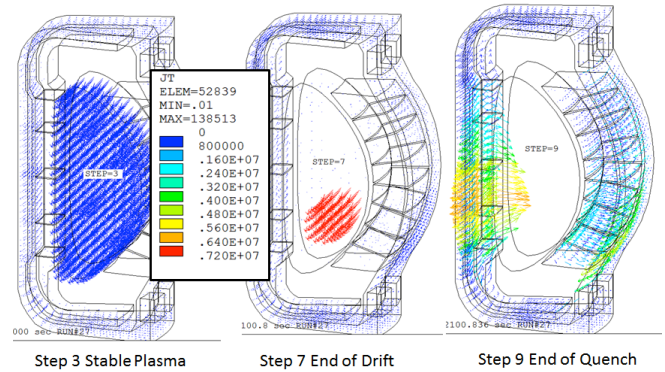 JT
ELEM=52839
MIN=.01
MAX=138513
0
800000
.160E+07
.240E+07
.320E+07
.400E+07
.480E+07
.560E+07
.640E+07
.720E+07
STEP=3
STEP=7
STEP=9
000 sec RUN#27
100.8 sec RUN#27
2100.836 sec RUN#27
Step 3 Stable Plasma
Step 7 End of Drift
Step 9 End of Quench